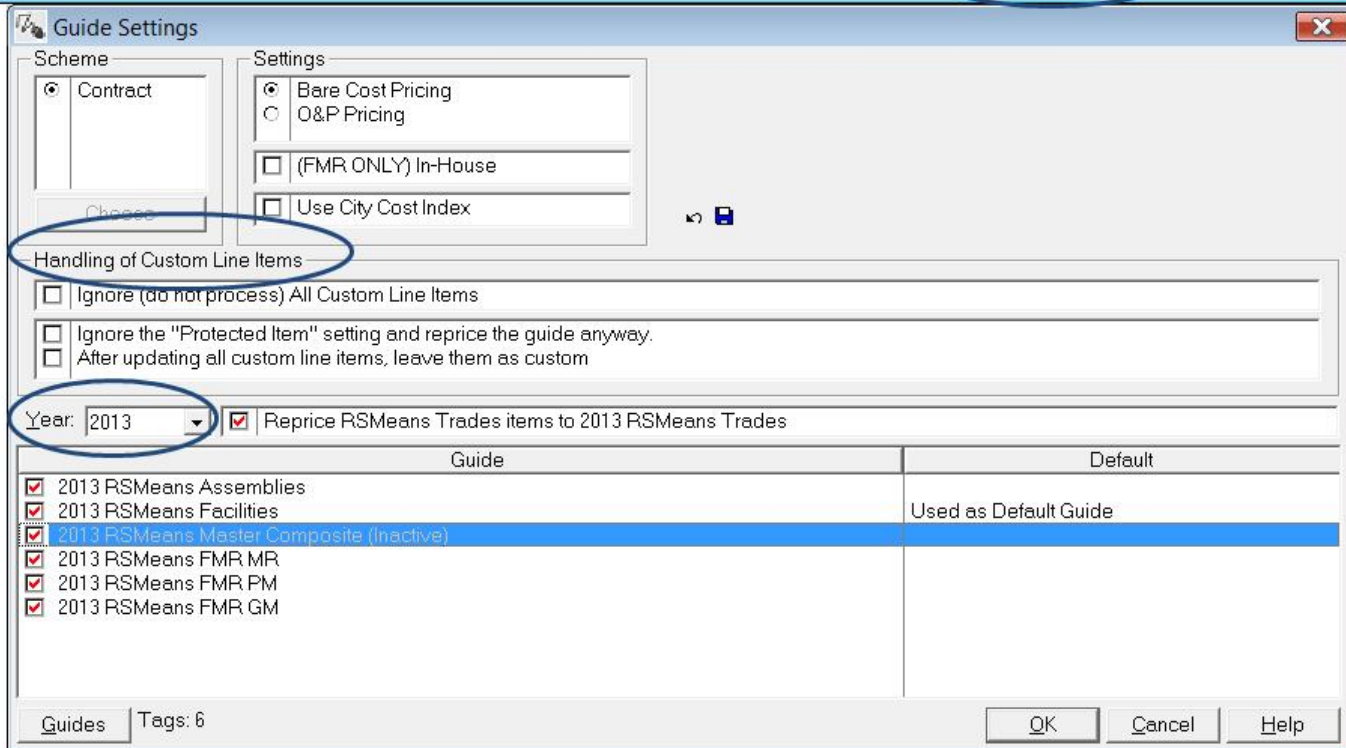 Guide Settings
Scheme
Contract
Choose
Settings
Bare Cost Pricing
O&P Pricing
(FMR ONLY) In-House
Use City Cost Index
Handling of Custom Line Items
Ignore (do not process) All Custom Line Items
Ignore the "Protected Item" setting and reprice the guide anyway.
After updating all custom line items, leave them as custom
Year: 2013 Reprice RSMeans Trades items to 2013 RSMeans Trades
Guide Default
2013 RSMeans Assemblies
2013 RSMeans Facilities Used as Default Guide
2013 RSMeans Master Composite (Inactive)
2013 RSMeans FMR MR
2013 RSMeans FMR PM
2013 RSMeans FMR GM
Guides Tags: 6 OK Cancel Help